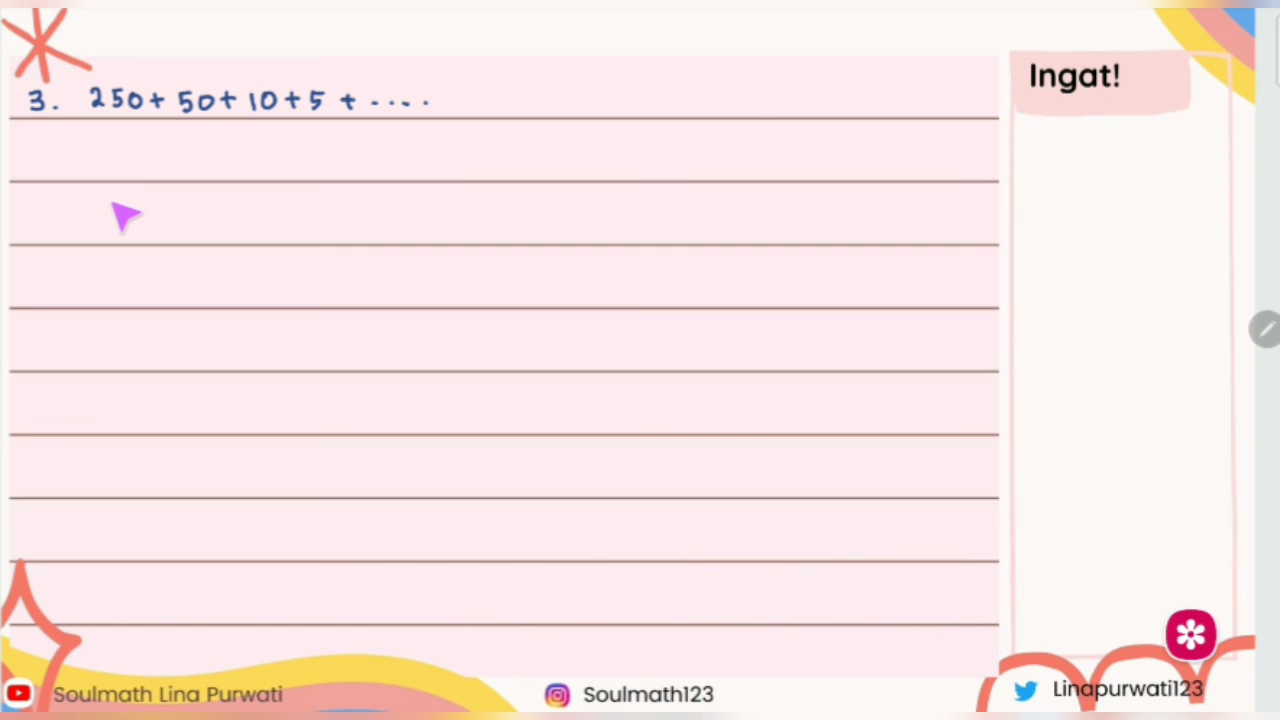 3. 250 + 50 + 10 + 5 + ....
Ingat!
Soulmath Lina Purwati
Soulmath123
Linapurwati123